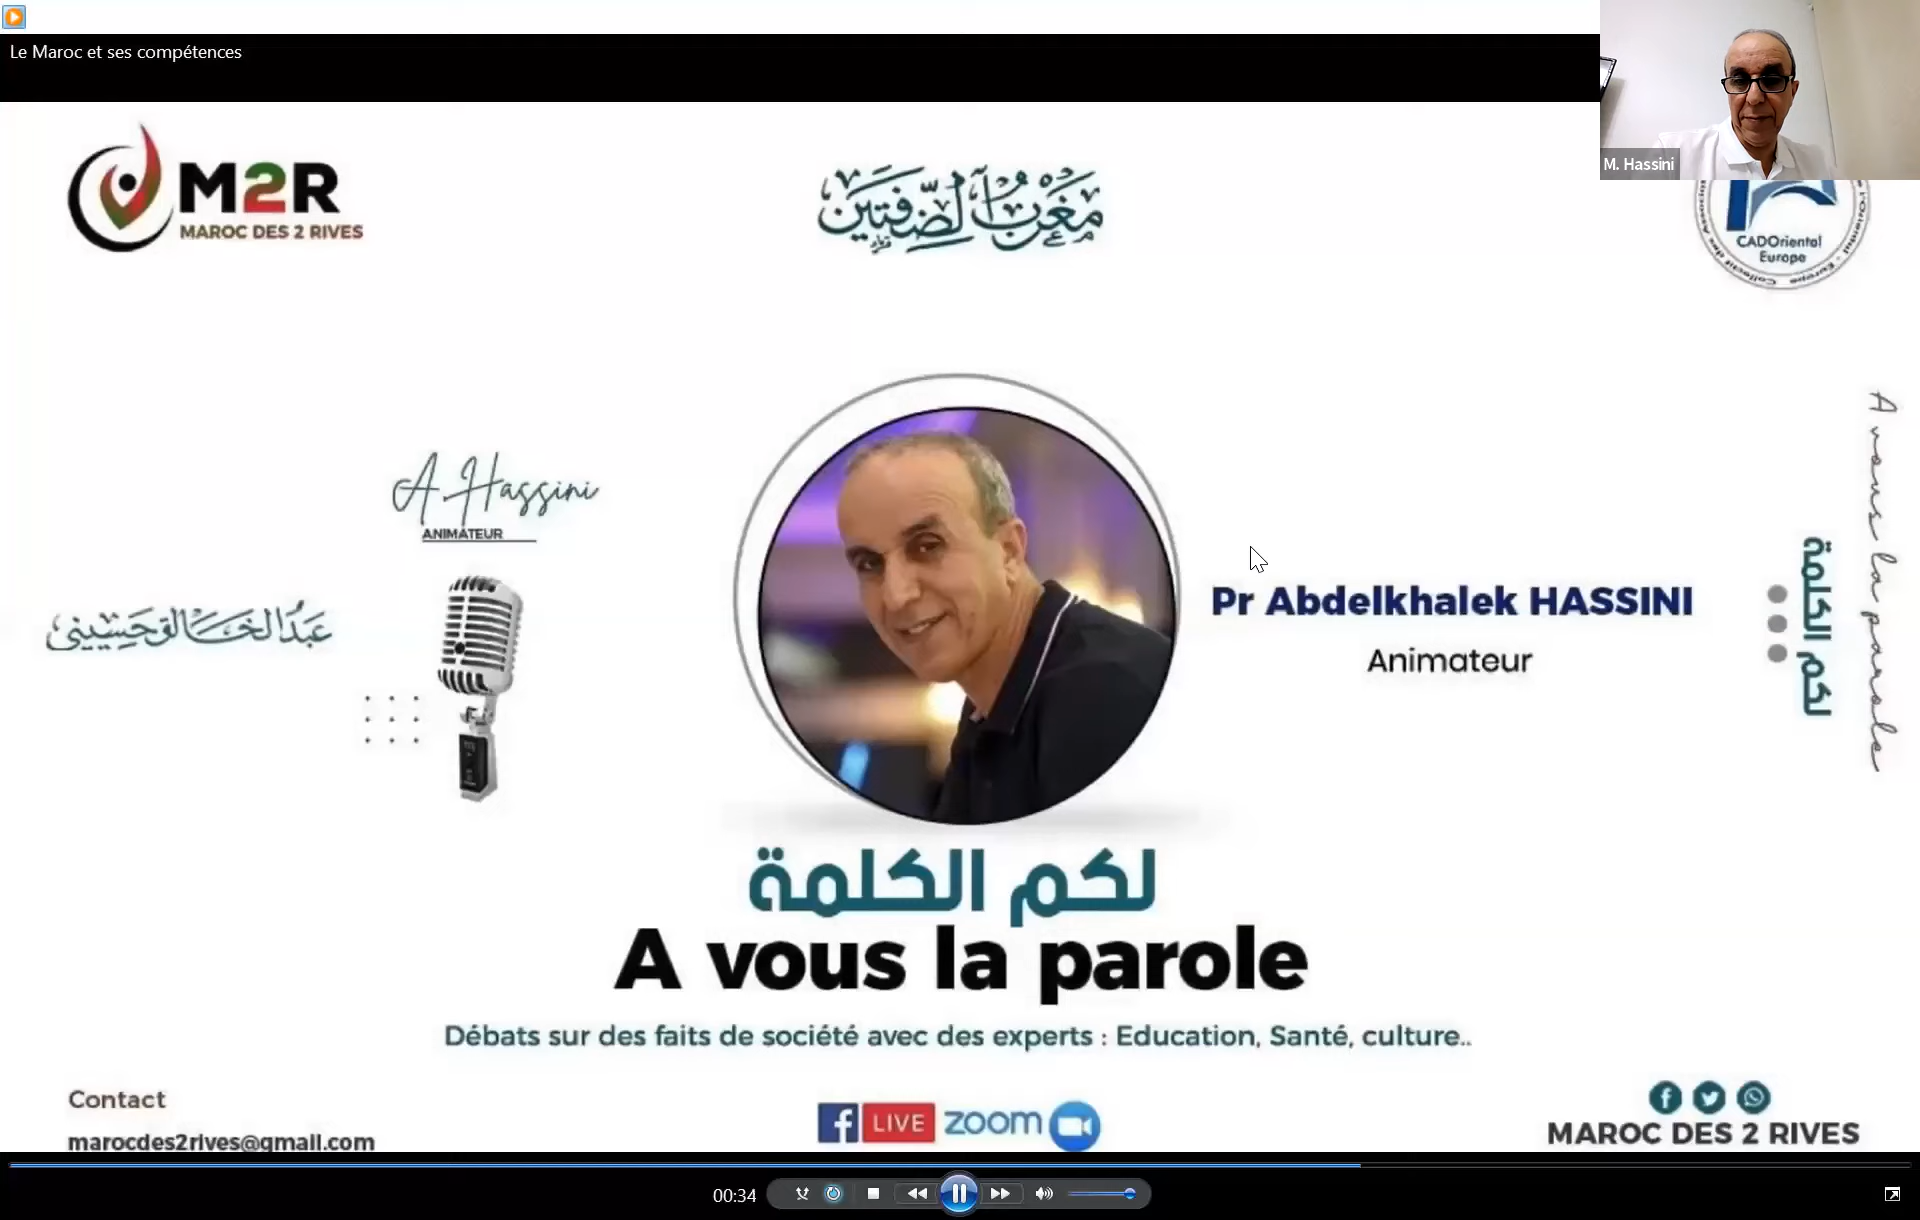 Le Maroc et ses compétences
M. Hassini
M2R
MAROC DES 2 RIVES
مغرب الضفتين
CADOriental
Europe
A. Hassini
ANIMATEUR
عبد الخالق حسيني
Pr Abdelkhalek HASSINI
Animateur
لكم الكلمة
A vous la parole
لكم الكلمة
A vous la parole
Débats sur des faits de société avec des experts : Education, Santé, culture..
Contact
marocdes2rives@gmail.com
LIVE zoom
MAROC DES 2 RIVES
00:34